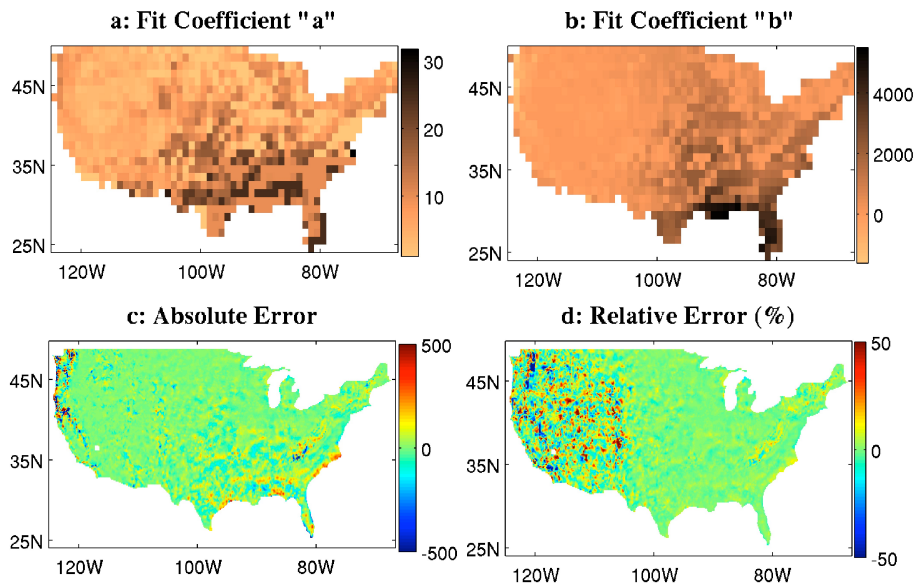 a: Fit Coefficient "a"
45N
35N
25N
120W
100W
80W
30
20
10
b: Fit Coefficient "b"
45N
35N
25N
120W
100W
80W
4000
2000
0
c: Absolute Error
45N
35N
25N
120W
100W
80W
500
0
-500
d: Relative Error (%)
45N
35N
25N
120W
100W
80W
50
0
-50